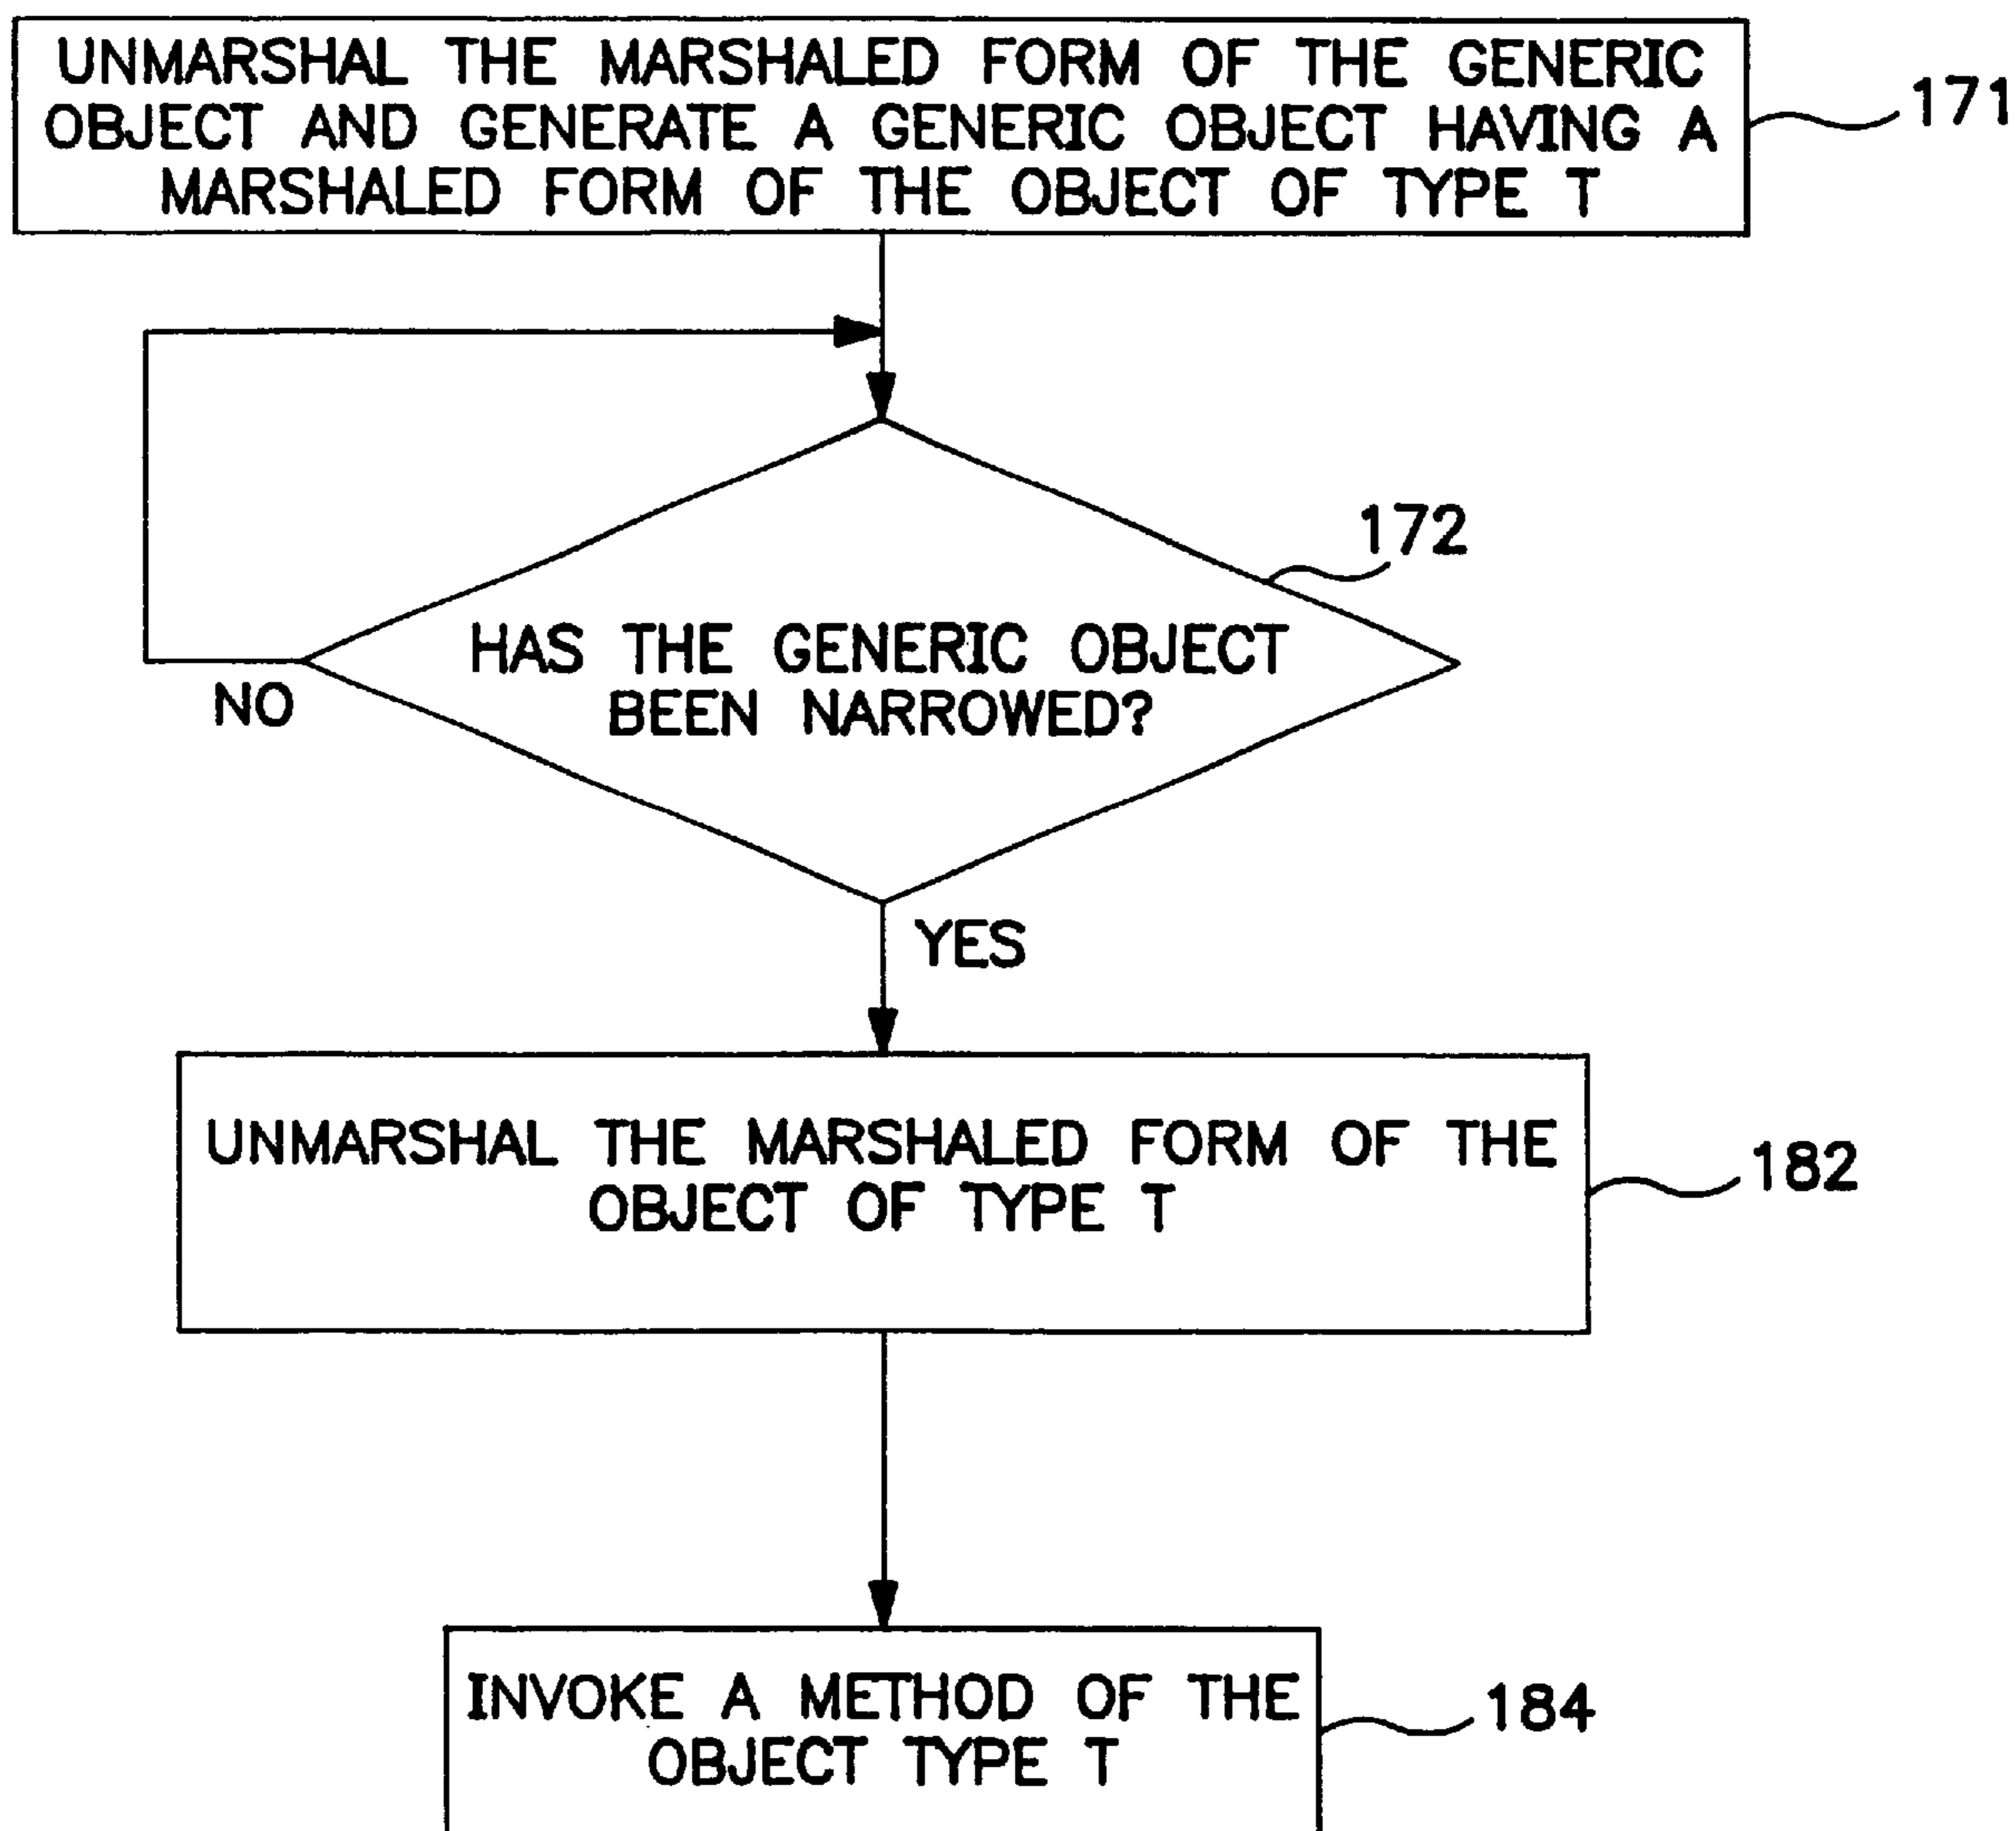 UNMARSHAL THE MARSHALED FORM OF THE GENERIC
OBJECT AND GENERATE A GENERIC OBJECT HAVING A
MARSHALED FORM OF THE OBJECT OF TYPE T
171
172
HAS THE GENERIC OBJECT
BEEN NARROWED?
NO
YES
UNMARSHAL THE MARSHALED FORM OF THE
OBJECT OF TYPE T
182
INVOKE A METHOD OF THE
OBJECT TYPE T
184